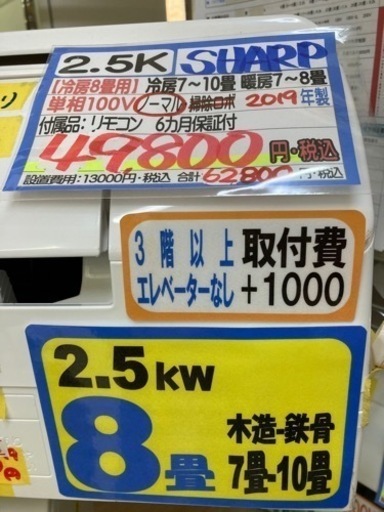 2.5K SHARP
【冷房8畳用】 冷房7〜10畳 暖房7〜8畳
単相100V ノーマル・掃除ロボ 2019年製
付属品：リモコン 6カ月保証付
49,800円・税込
設置費用：13000円・税込 合計 62800円・税込
3階以上
エレベーターなし
取付費
+1000
2.5kw
8畳
木造-鉄骨
7畳-10畳